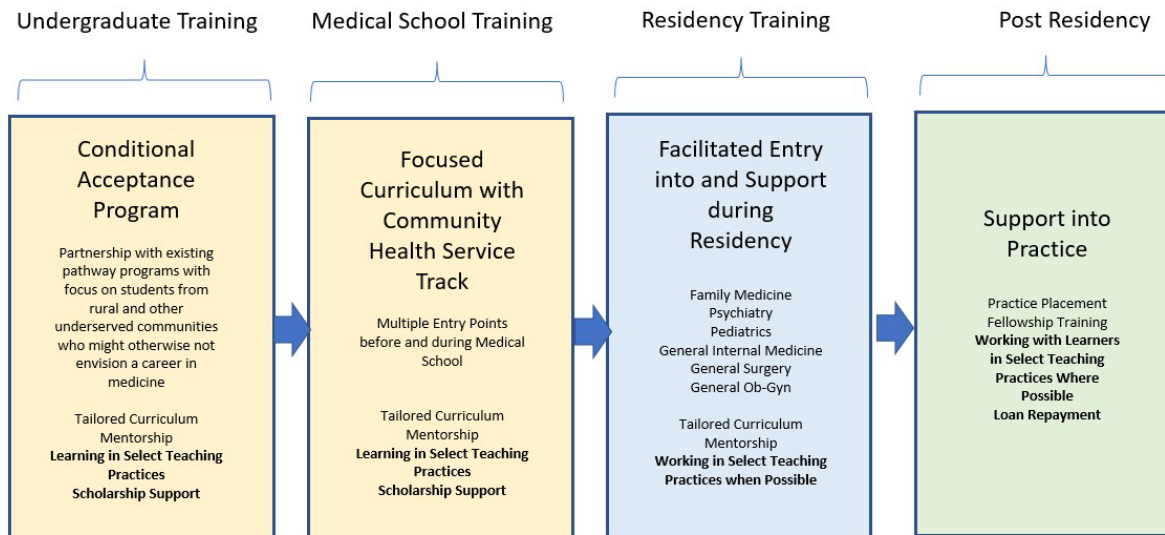 Undergraduate Training
Medical School Training
Residency Training
Post Residency
Conditional
Acceptance
Program
Partnership with existing
pathway programs with
focus on students from
rural and other
underserved communities
who might otherwise not
envision a career in
medicine
Tailored Curriculum
Mentorship
Learning in Select Teaching
Practices
Scholarship Support
Focused
Curriculum with
Community
Health Service
Track
Multiple Entry Points
before and during Medical
School
Tailored Curriculum
Mentorship
Learning in Select Teaching
Practices
Scholarship Support
Facilitated Entry
into and Support
during
Residency
Family Medicine
Psychiatry
Pediatrics
General Internal Medicine
General Surgery
General Ob-Gyn
Tailored Curriculum
Mentorship
Working in Select Teaching
Practices when Possible
Support into
Practice
Practice Placement
Fellowship Training
Working with Learners
in Select Teaching
Practices Where
Possible
Loan Repayment